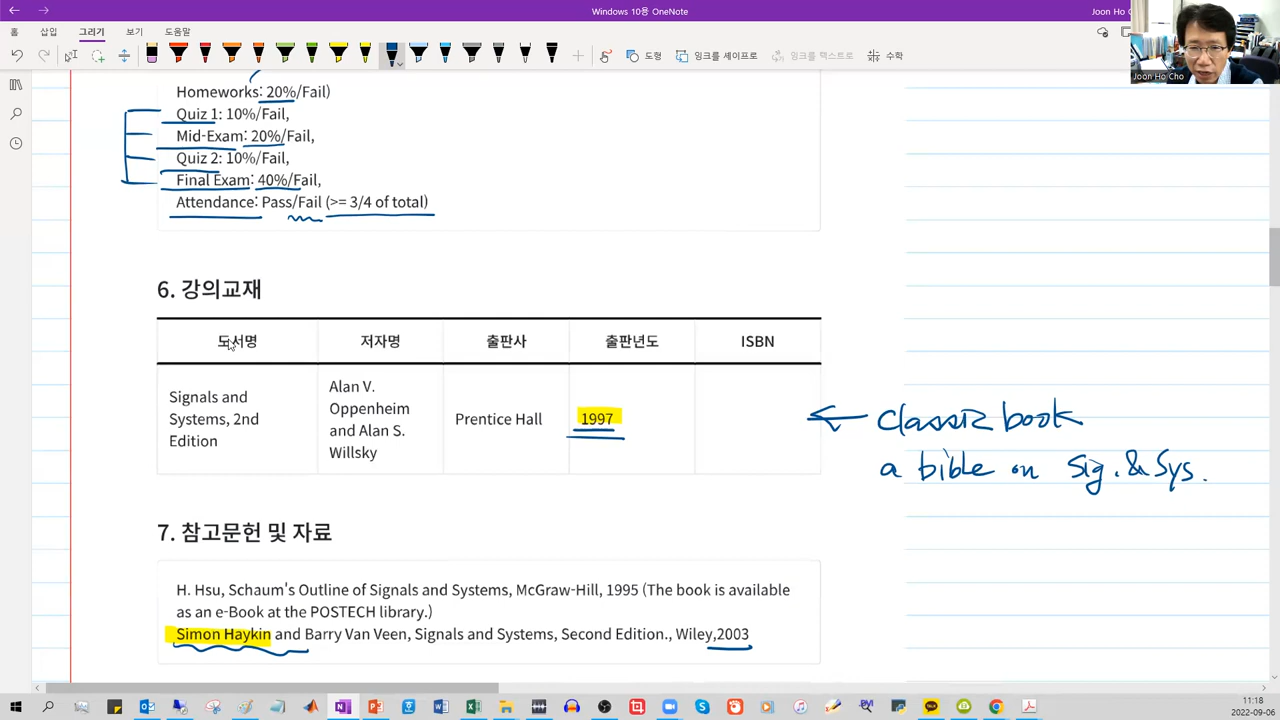 Windows 10용 OneNote
Joon Ho C
홈 삽입 그리기 보기 도움말
도형 잉크를 셰이프로 잉크를 텍스트로 수학
Joon Ho Cho
Homeworks: 20%/Fail)
Quiz 1: 10%/Fail,
Mid-Exam: 20%/Fail,
Quiz 2: 10%/Fail,
Final Exam: 40%/Fail,
Attendance: Pass/Fail (>= 3/4 of total)
6. 강의교재
도서명 저자명 출판사 출판년도 ISBN
Signals and
Systems, 2nd
Edition
Alan V.
Oppenheim
and Alan S.
Willsky
Prentice Hall
1997
classic book
a bible on Sig. & Sys.
7. 참고문헌 및 자료
H. Hsu, Schaum's Outline of Signals and Systems, McGraw-Hill, 1995 (The book is available
as an e-Book at the POSTECH library.)
Simon Haykin and Barry Van Veen, Signals and Systems, Second Edition., Wiley,2003
11:18
2022-09-06